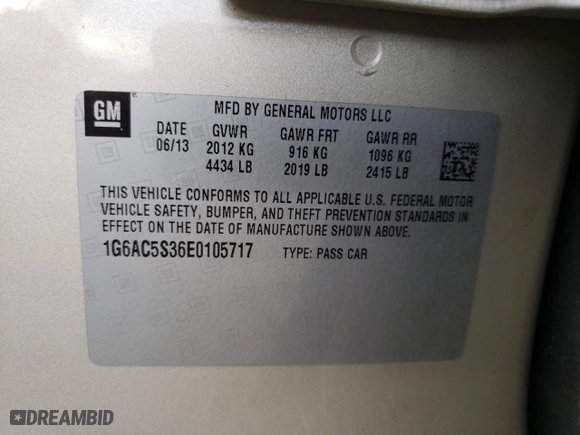 GM
MFD BY GENERAL MOTORS LLC
DATE GVWR GAWR FRT GAWR RR
06/13 2012 KG 916 KG 1096 KG
4434 LB 2019 LB 2415 LB
THIS VEHICLE CONFORMS TO ALL APPLICABLE U.S. FEDERAL MOTOR
VEHICLE SAFETY, BUMPER, AND THEFT PREVENTION STANDARDS IN
EFFECT ON THE DATE OF MANUFACTURE SHOWN ABOVE.
1G6AC5S36E0105717 TYPE: PASS CAR
DREAMBID